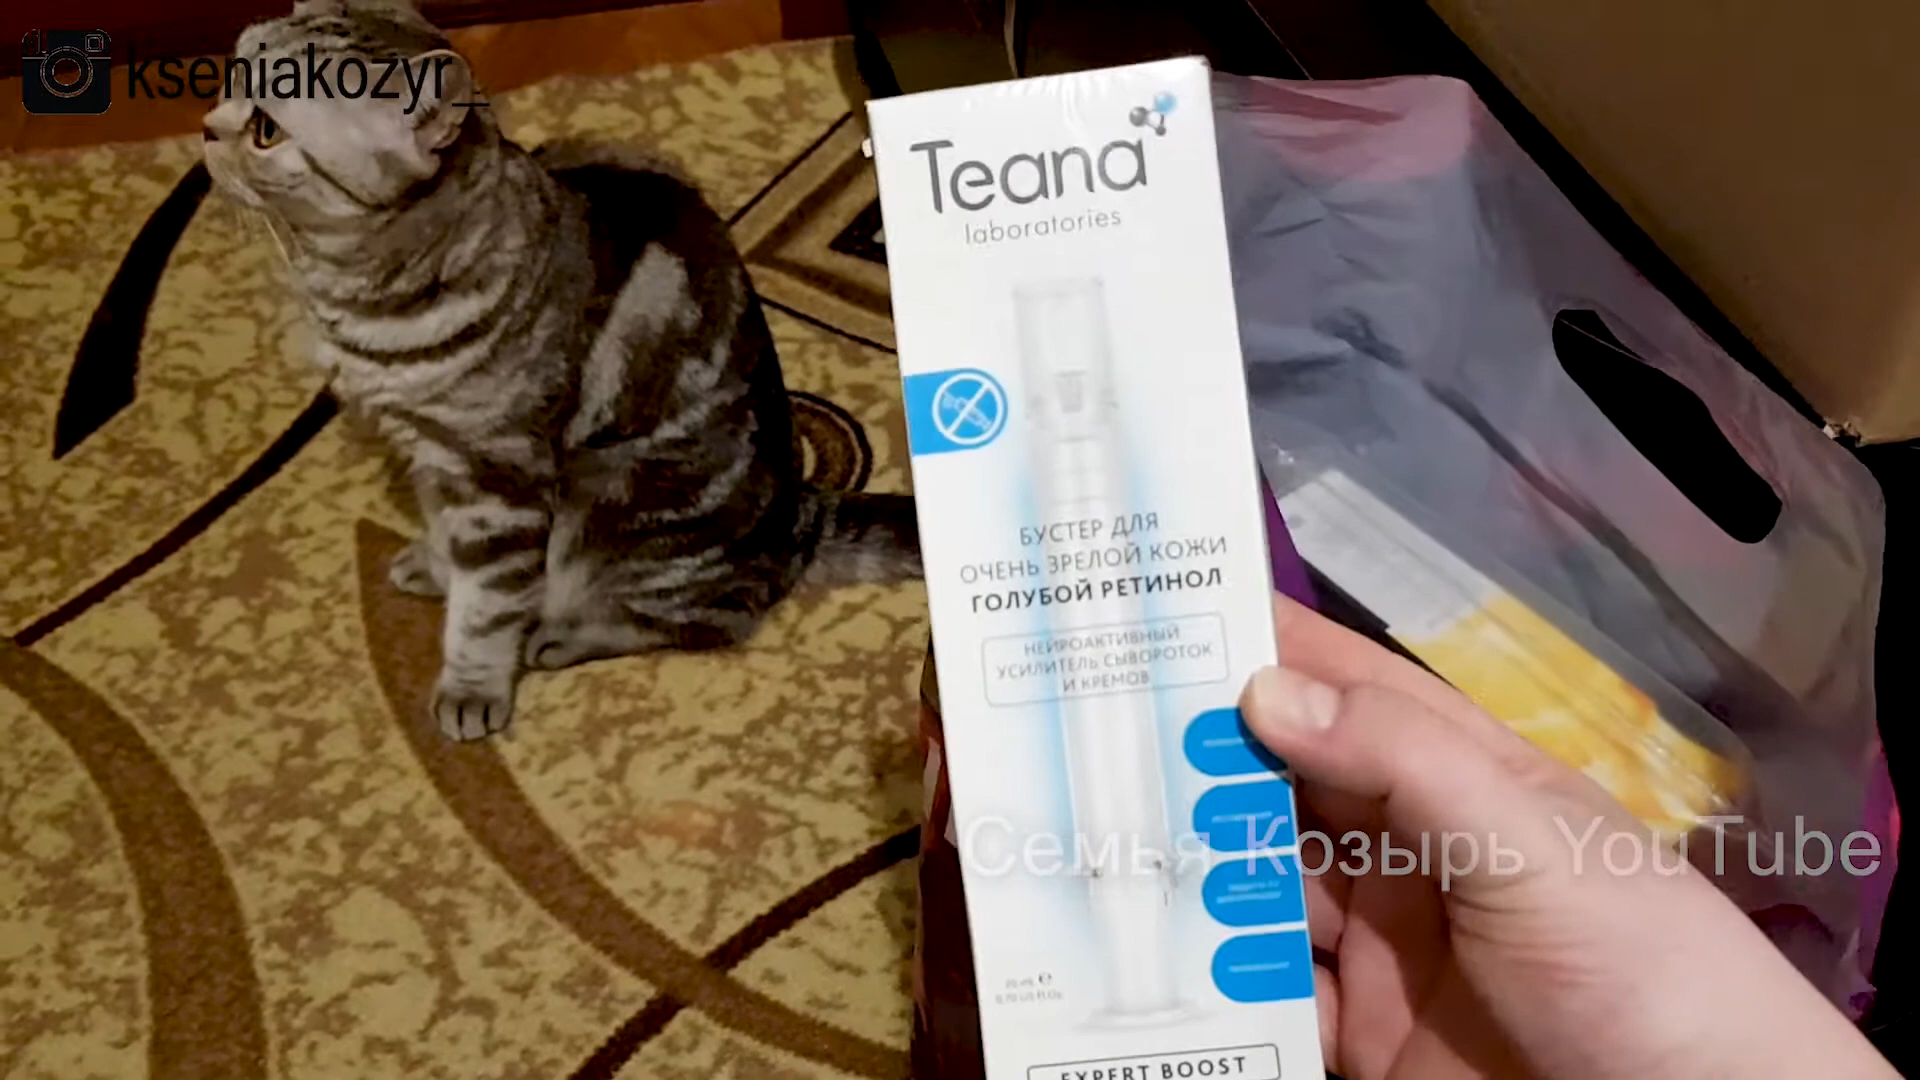 kseniakozyr_
Teana
laboratories
БУСТЕР ДЛЯ
ОЧЕНЬ ЗРЕЛОЙ КОЖИ
ГОЛУБОЙ РЕТИНОЛ
НЕЙРОАКТИВНЫЙ
УСИЛИТЕЛЬ СЫВОРОТОК
И КРЕМОВ
Семья Козырь YouTube
EXPERT BOOST